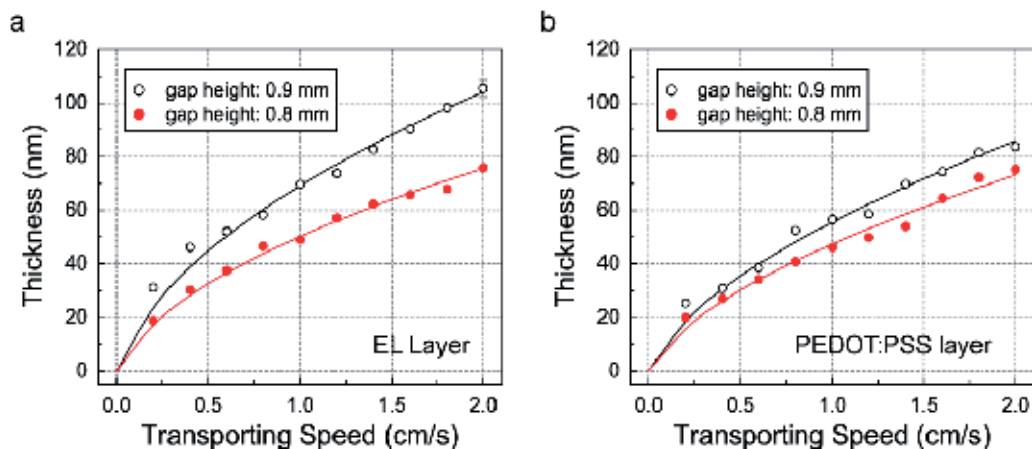 a
120
100
80
60
40
20
0
Thickness (nm)
gap height: 0.9 mm
gap height: 0.8 mm
EL Layer
0.0 0.5 1.0 1.5 2.0
Transporting Speed (cm/s)
b
120
100
80
60
40
20
0
Thickness (nm)
gap height: 0.9 mm
gap height: 0.8 mm
PEDOT:PSS layer
0.0 0.5 1.0 1.5 2.0
Transporting Speed (cm/s)